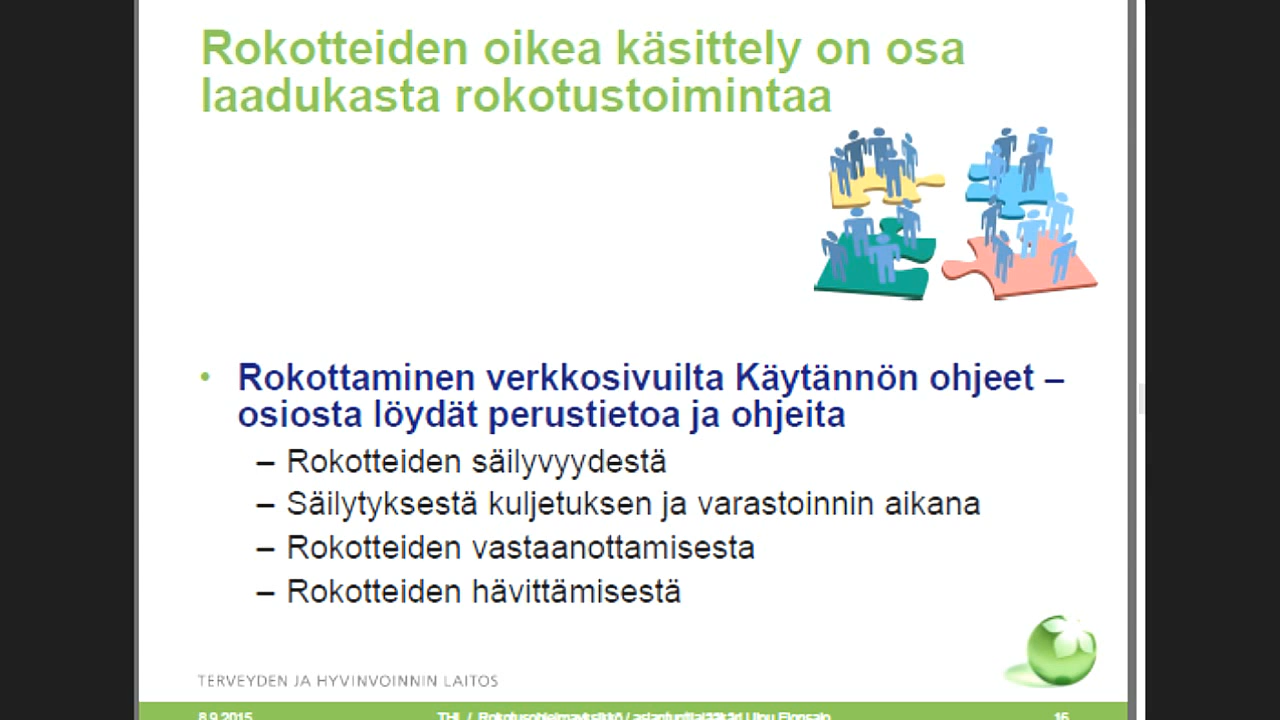 Rokotteiden oikea käsittely on osa
laadukasta rokotustoimintaa
• Rokottaminen verkkosivuilta Käytännön ohjeet –
osiosta löydät perustietoa ja ohjeita
– Rokotteiden säilyvyydestä
– Säilytyksestä kuljetuksen ja varastoinnin aikana
– Rokotteiden vastaanottamisesta
– Rokotteiden hävittämisestä
TERVEYDEN JA HYVINVOINNIN LAITOS
8.9.2015 THL / 16